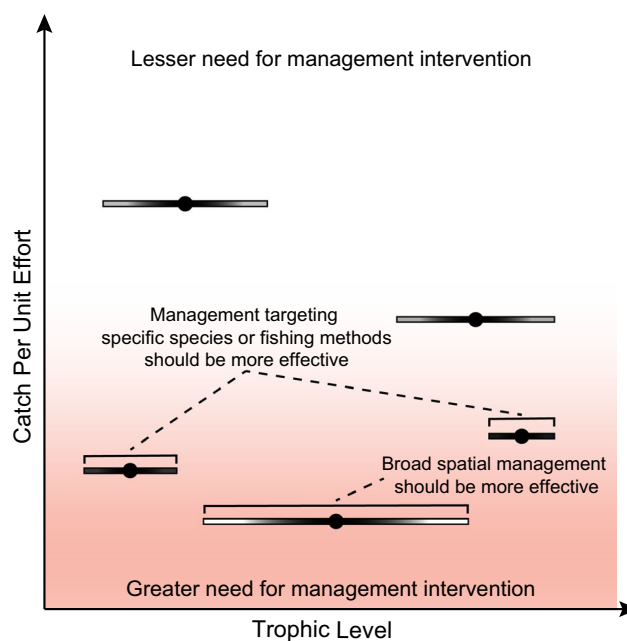 Lesser need for management intervention
Catch Per Unit Effort
Management targeting
specific species or fishing methods
should be more effective
Broad spatial management
should be more effective
Greater need for management intervention
Trophic Level